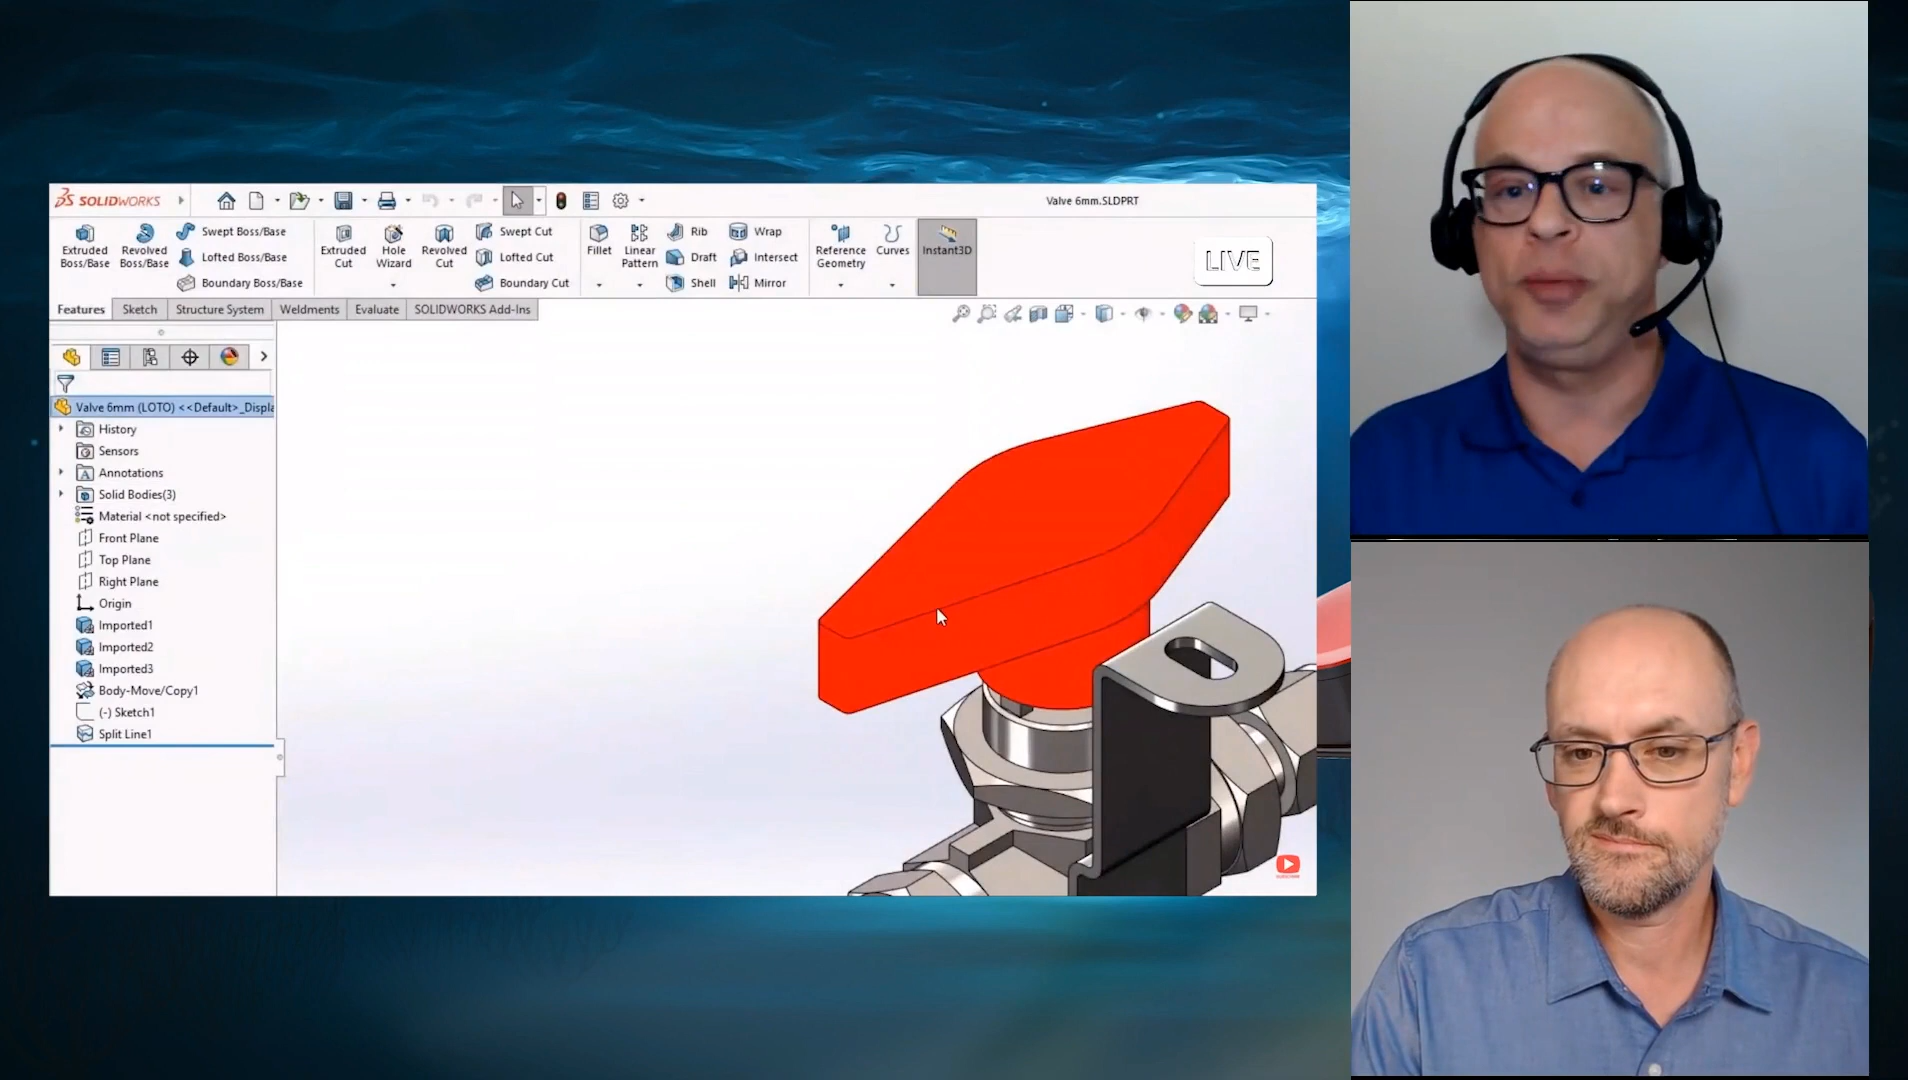 SOLIDWORKS
Valve 6mm.SLDPRT
Extruded Boss/Base
Revolved Boss/Base
Swept Boss/Base
Lofted Boss/Base
Boundary Boss/Base
Extruded Cut
Hole Wizard
Revolved Cut
Swept Cut
Lofted Cut
Boundary Cut
Fillet
Linear Pattern
Rib
Draft
Shell
Wrap
Intersect
Mirror
Reference Geometry
Curves
Instant3D
LIVE
Features
Sketch
Structure System
Weldments
Evaluate
SOLIDWORKS Add-Ins
Valve 6mm (LOTO) <<Default>_Displa
History
Sensors
Annotations
Solid Bodies(3)
Material <not specified>
Front Plane
Top Plane
Right Plane
Origin
Imported1
Imported2
Imported3
Body-Move/Copy1
(-) Sketch1
Split Line1
SUBSCRIBE